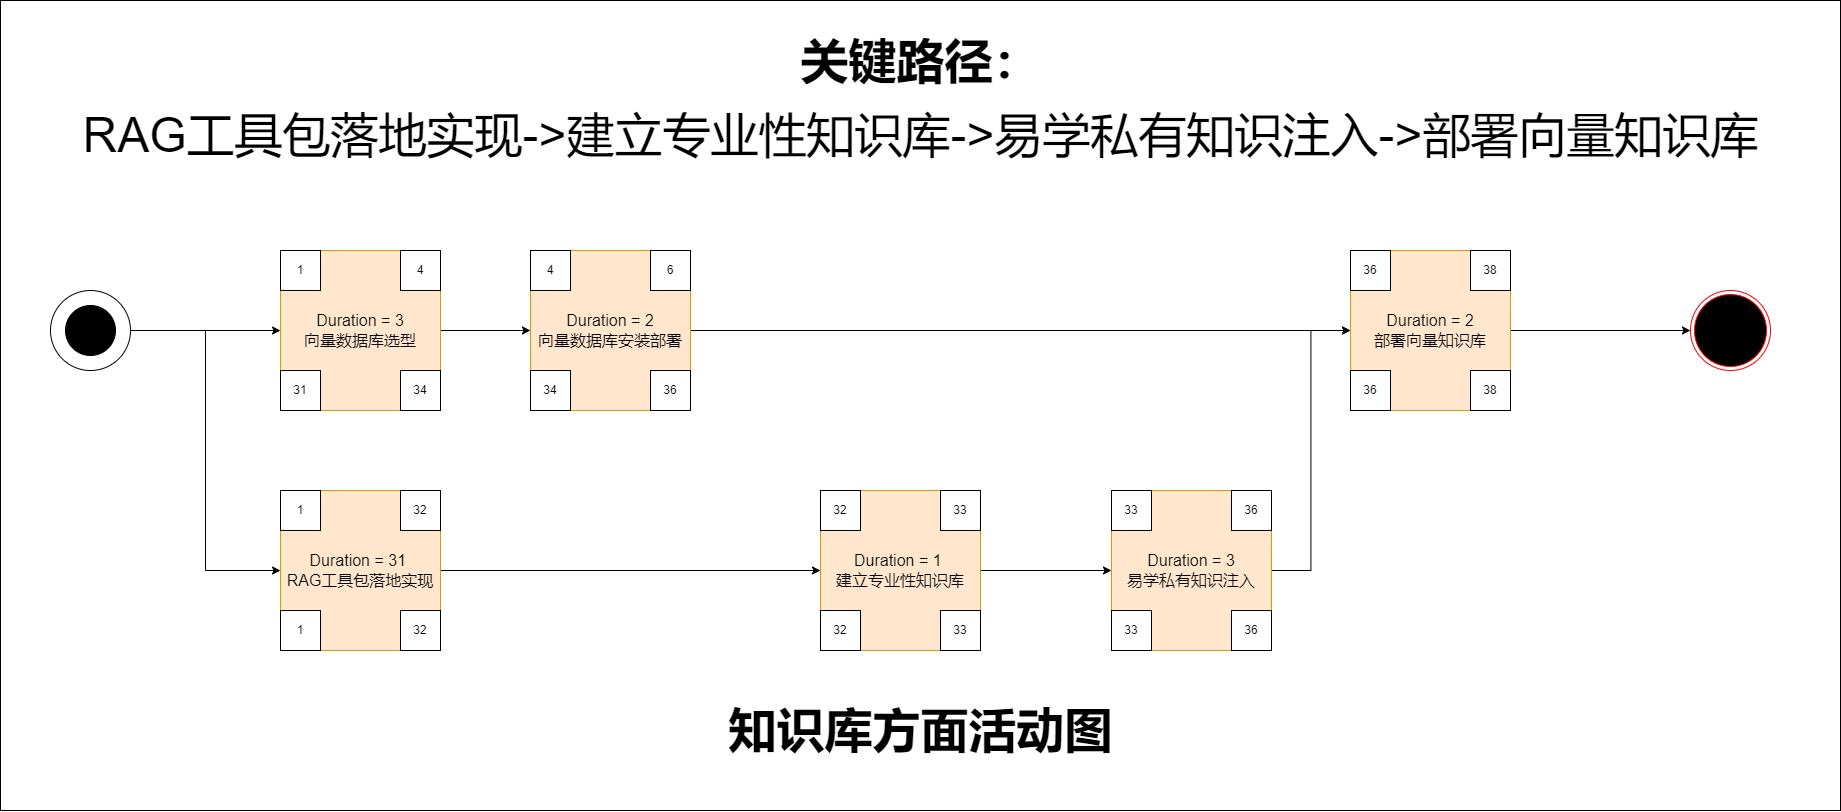 关键路径：
RAG工具包落地实现->建立专业性知识库->易学私有知识注入->部署向量知识库
1 4
Duration = 3
向量数据库选型
31 34
4 6
Duration = 2
向量数据库安装部署
34 36
36 38
Duration = 2
部署向量知识库
36 38
1 32
Duration = 31
RAG工具包落地实现
1 32
32 33
Duration = 1
建立专业性知识库
32 33
33 36
Duration = 3
易学私有知识注入
33 36
知识库方面活动图